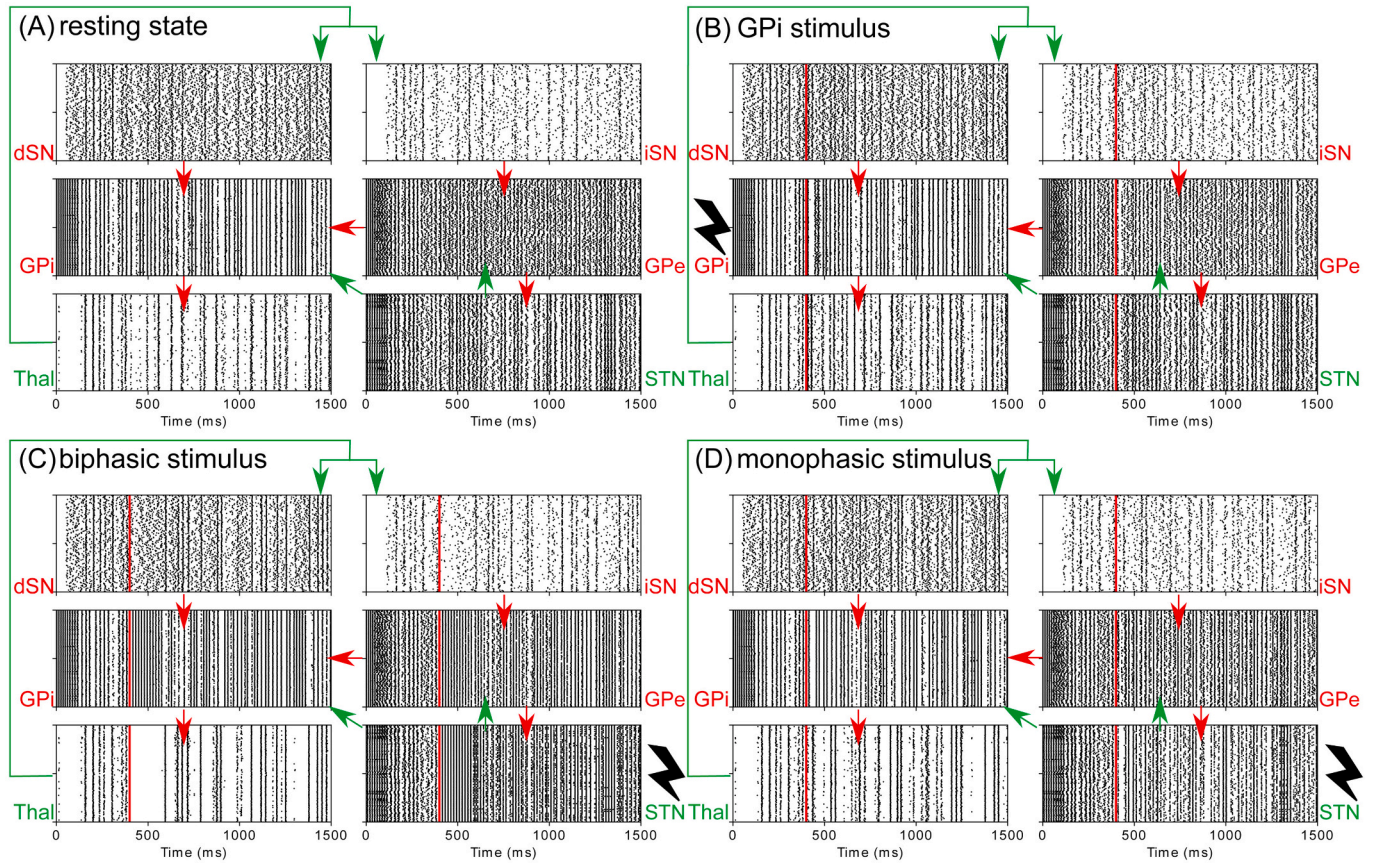 (A) resting state
dSN
iSN
GPi
GPe
Thal
STN
0 500 1000 1500
0 500 1000 1500
Time (ms)
Time (ms)
(B) GPi stimulus
dSN
iSN
GPi
GPe
Thal
STN
0 500 1000 1500
0 500 1000 1500
Time (ms)
Time (ms)
(C) biphasic stimulus
dSN
iSN
GPi
GPe
Thal
STN
0 500 1000 1500
0 500 1000 1500
Time (ms)
Time (ms)
(D) monophasic stimulus
dSN
iSN
GPi
GPe
Thal
STN
0 500 1000 1500
0 500 1000 1500
Time (ms)
Time (ms)